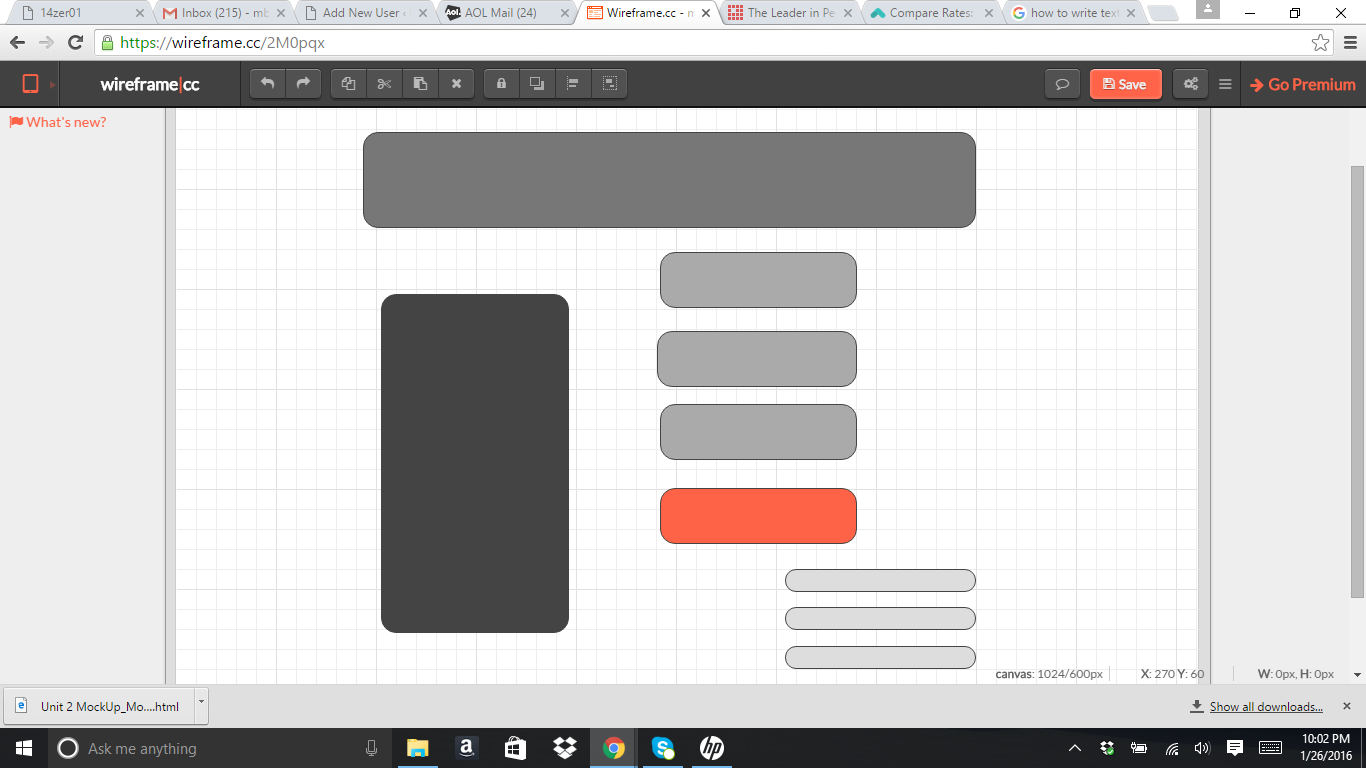 14zer01
Inbox (215) - mb
Add New User
AOL Mail (24)
Wireframe.cc - m
The Leader in Pe
Compare Rates:
how to write text
https://wireframe.cc/2M0pqx
wireframe|cc
Save
Go Premium
What's new?
canvas: 1024/600px
X: 270 Y: 60
W: 0px, H: 0px
Unit 2 MockUp_Mo....html
Show all downloads...
Ask me anything
10:02 PM
1/26/2016